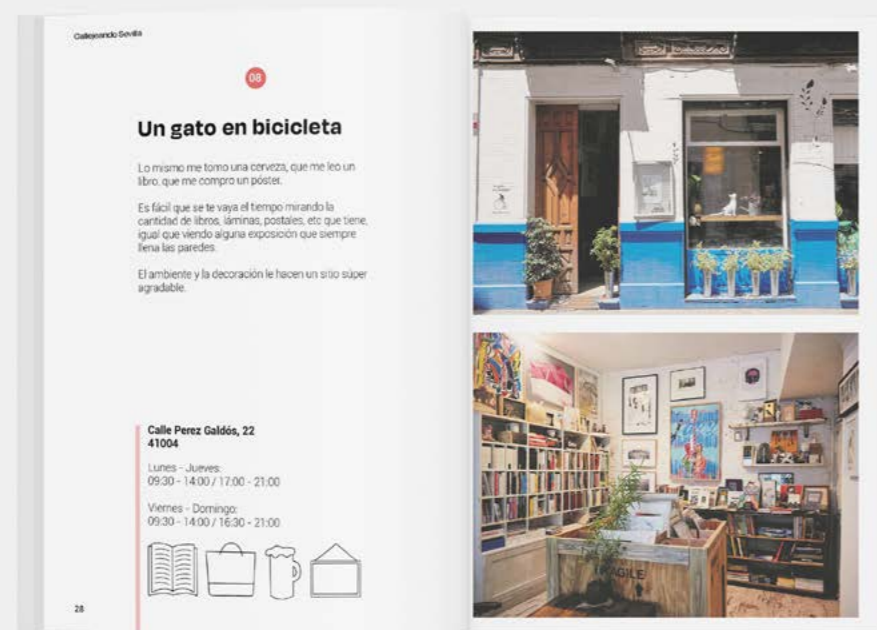 Callejeando Sevilla
08
Un gato en bicicleta
Lo mismo me tomo una cerveza, que me leo un
libro, que me compro un póster.
Es fácil que se te vaya el tiempo mirando la
cantidad de libros, láminas, postales, etc que tiene,
igual que viendo alguna exposición que siempre
llena las paredes.
El ambiente y la decoración le hacen un sitio súper
agradable.
Calle Perez Galdós, 22
41004
Lunes - Jueves:
09:30 - 14:00 / 17:00 - 21:00
Viernes - Domingo:
09:30 - 14:00 / 16:30 - 21:00
28
FRAGILE